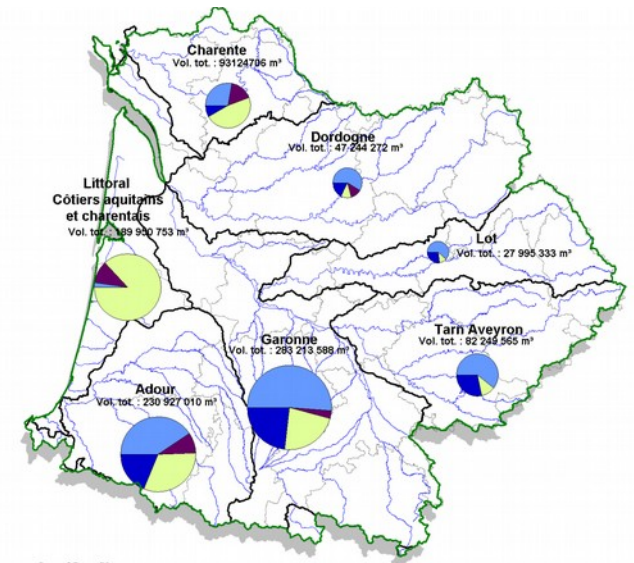 Charente
Vol. tot. : 93124706 m³
Dordogne
Vol. tot. : 47 244 272 m³
Littoral
Côtiers aquitains
et charentais
Vol. tot. : 189 950 753 m³
Lot
Vol. tot. : 27 995 333 m³
Tarn Aveyron
Vol. tot. : 82 249 565 m³
Garonne
Vol. tot. : 283 213 588 m³
Adour
Vol. tot. : 230 927 010 m³